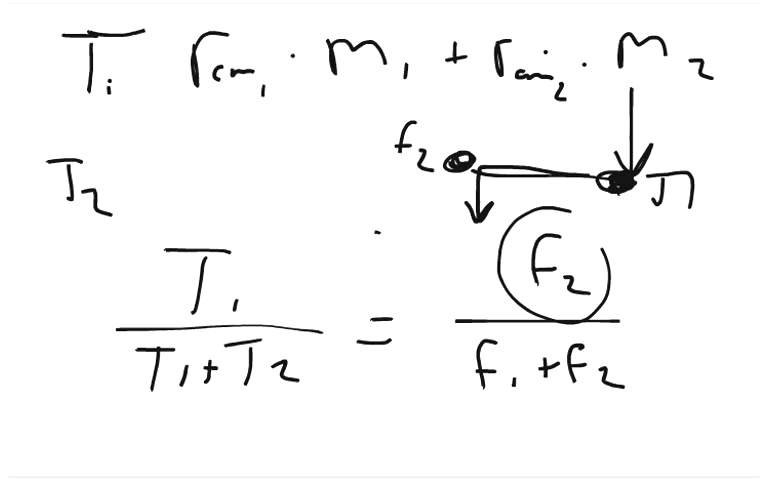 T₁ r_cm₁ · m₁ + r_cm₂ · m₂
f₂
T₂
T₁ / T₁+T₂ = F₂ / f₁+f₂